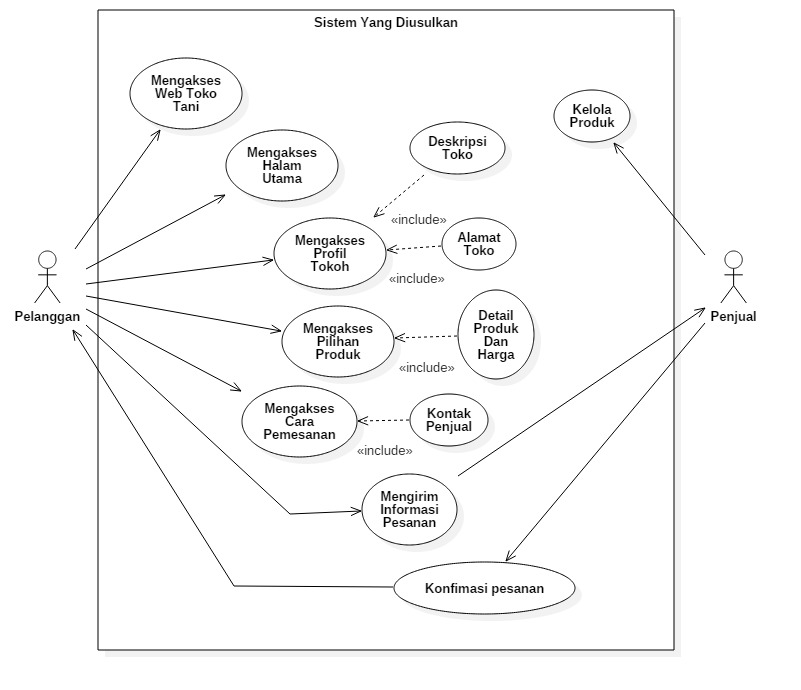 Sistem Yang Diusulkan
Mengakses
Web Toko
Tani
Kelola
Produk
Mengakses
Halam
Utama
Deskripsi
Toko
«include»
Mengakses
Profil
Tokoh
Alamat
Toko
«include»
Pelanggan
Penjual
Mengakses
Pilihan
Produk
Detail
Produk
Dan
Harga
«include»
Mengakses
Cara
Pemesanan
Kontak
Penjual
«include»
Mengirim
Informasi
Pesanan
Konfimasi pesanan